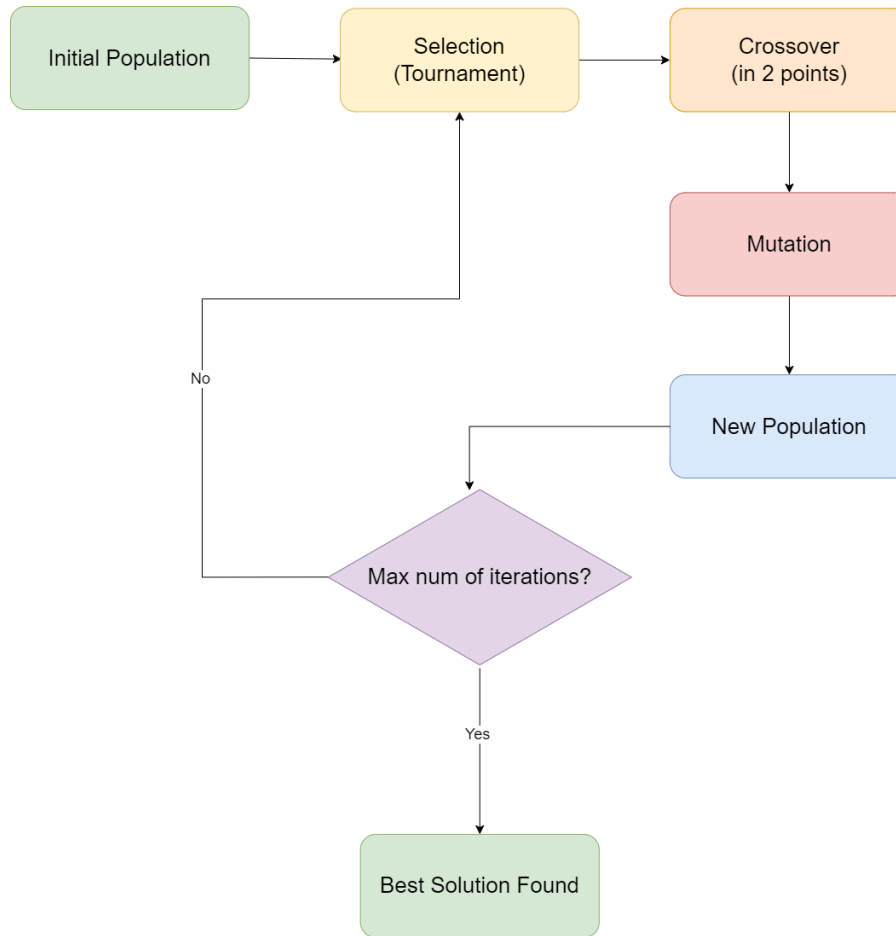 Initial Population
Selection
(Tournament)
Crossover
(in 2 points)
Mutation
New Population
No
Max num of iterations?
Yes
Best Solution Found